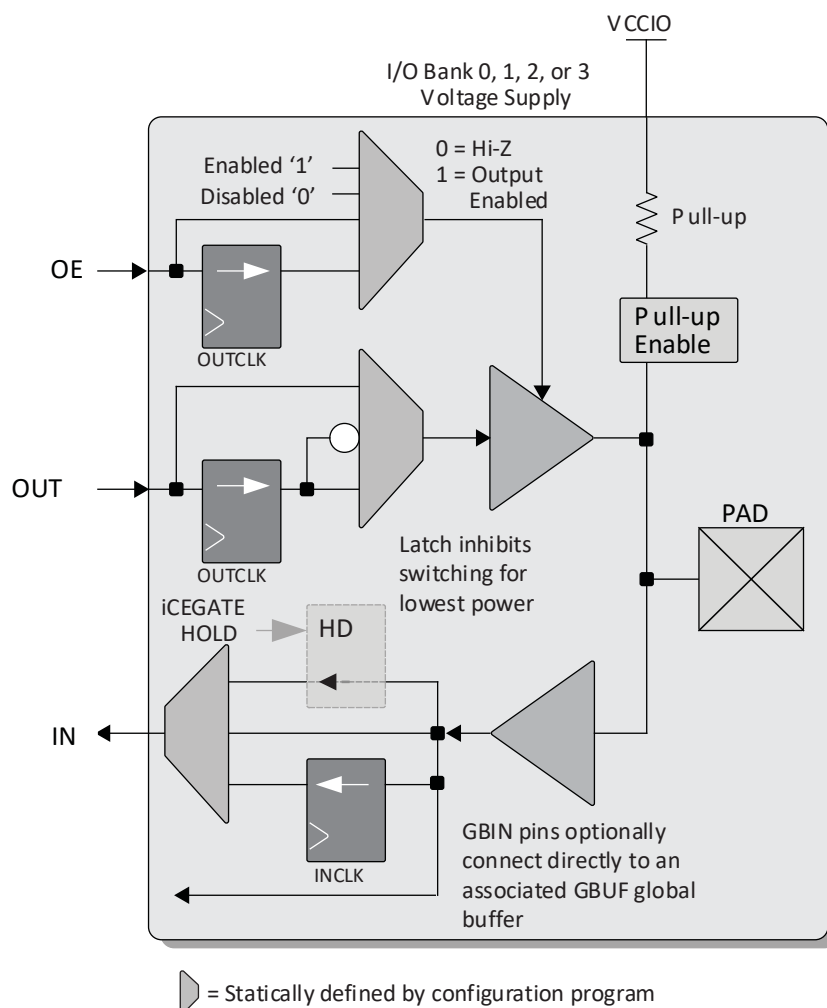 VCCIO
I/O Bank 0, 1, 2, or 3
Voltage Supply
Enabled ‘1’
Disabled ‘0’
0 = Hi-Z
1 = Output
Enabled
Pull-up
OE
OUTCLK
Pull-up
Enable
OUT
OUTCLK
Latch inhibits
switching for
lowest power
PAD
iCEGATE
HOLD
HD
IN
INCLK
GBIN pins optionally
connect directly to an
associated GBUF global
buffer
= Statically defined by configuration program